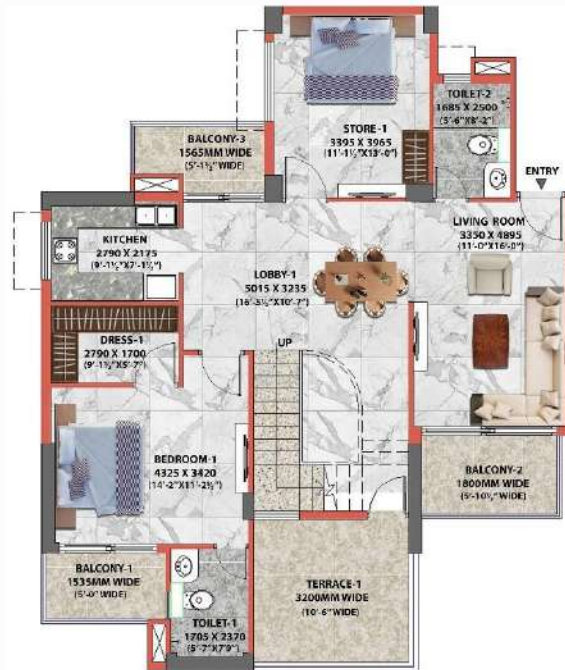 TOILET-2
1685 X 2500
(5'-6"X8'-2")
STORE-1
3395 X 3965
(11'-1½"X13'-0")
BALCONY-3
1565MM WIDE
(5'-1½" WIDE)
ENTRY
LIVING ROOM
3350 X 4895
(11'-0"X16'-0")
KITCHEN
2790 X 2175
(9'-1½"X7'-1½")
LOBBY-1
5015 X 3235
(16'-5½"X10'-7")
DRESS-1
2790 X 1700
(9'-1½"X5'-7")
UP
BEDROOM-1
4325 X 3420
(14'-2"X11'-2½")
BALCONY-2
1800MM WIDE
(5'-10¾" WIDE)
BALCONY-1
1535MM WIDE
(5'-0" WIDE)
TERRACE-1
3200MM WIDE
(10'-6" WIDE)
TOILET-1
1705 X 2370
(5'-7"X7'9")